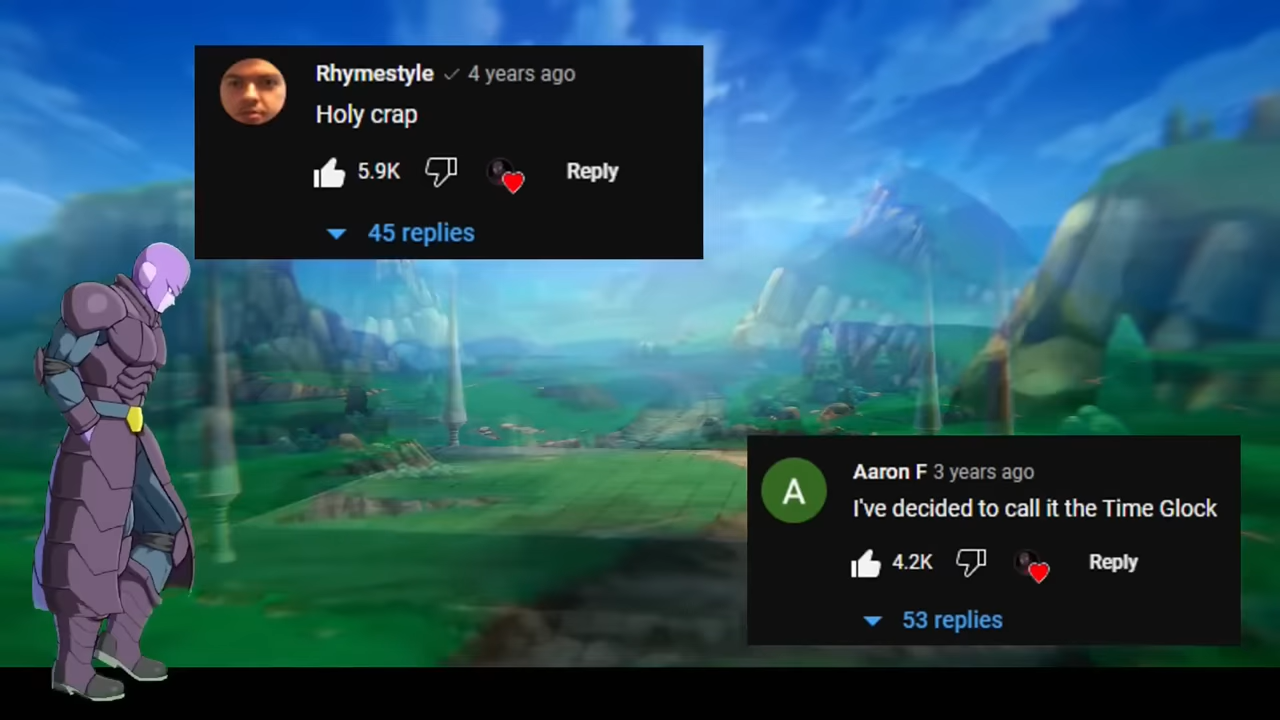 Rhymestyle 4 years ago
Holy crap
5.9K Reply
45 replies
A
Aaron F 3 years ago
I've decided to call it the Time Glock
4.2K Reply
53 replies